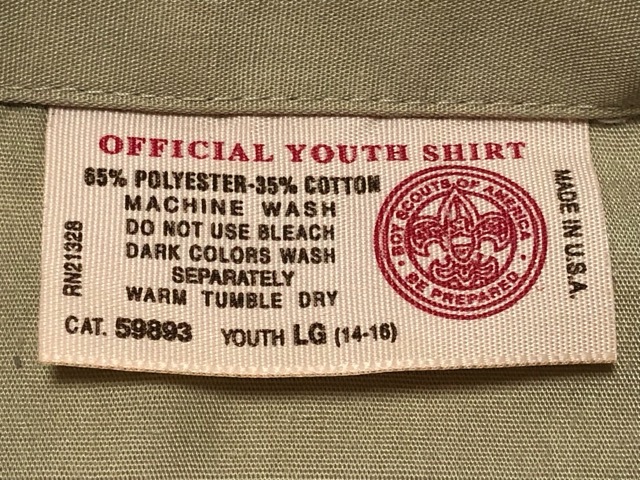 OFFICIAL YOUTH SHIRT
65% POLYESTER-35% COTTON
MACHINE WASH
DO NOT USE BLEACH
DARK COLORS WASH
SEPARATELY
WARM TUMBLE DRY
CAT. 59893 YOUTH LG (14-16)
RN21328
BOY SCOUTS OF AMERICA
BE PREPARED
MADE IN U.S.A.